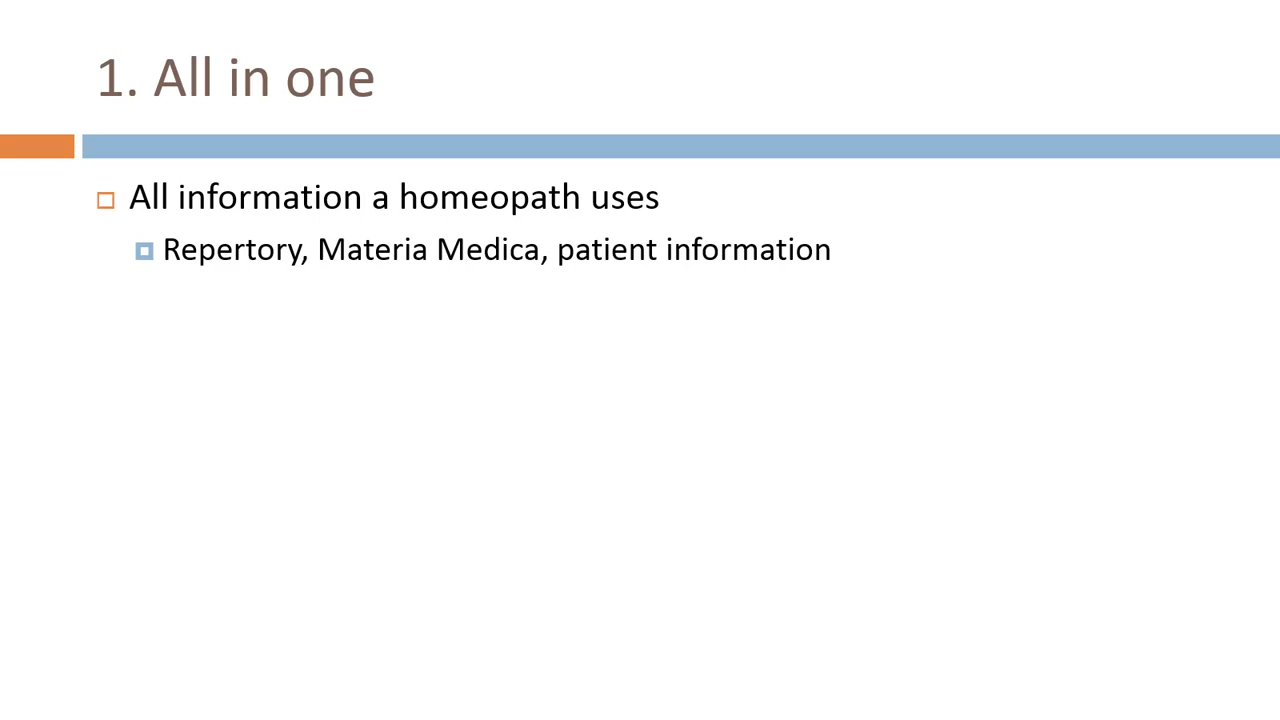 1. All in one
All information a homeopath uses
Repertory, Materia Medica, patient information